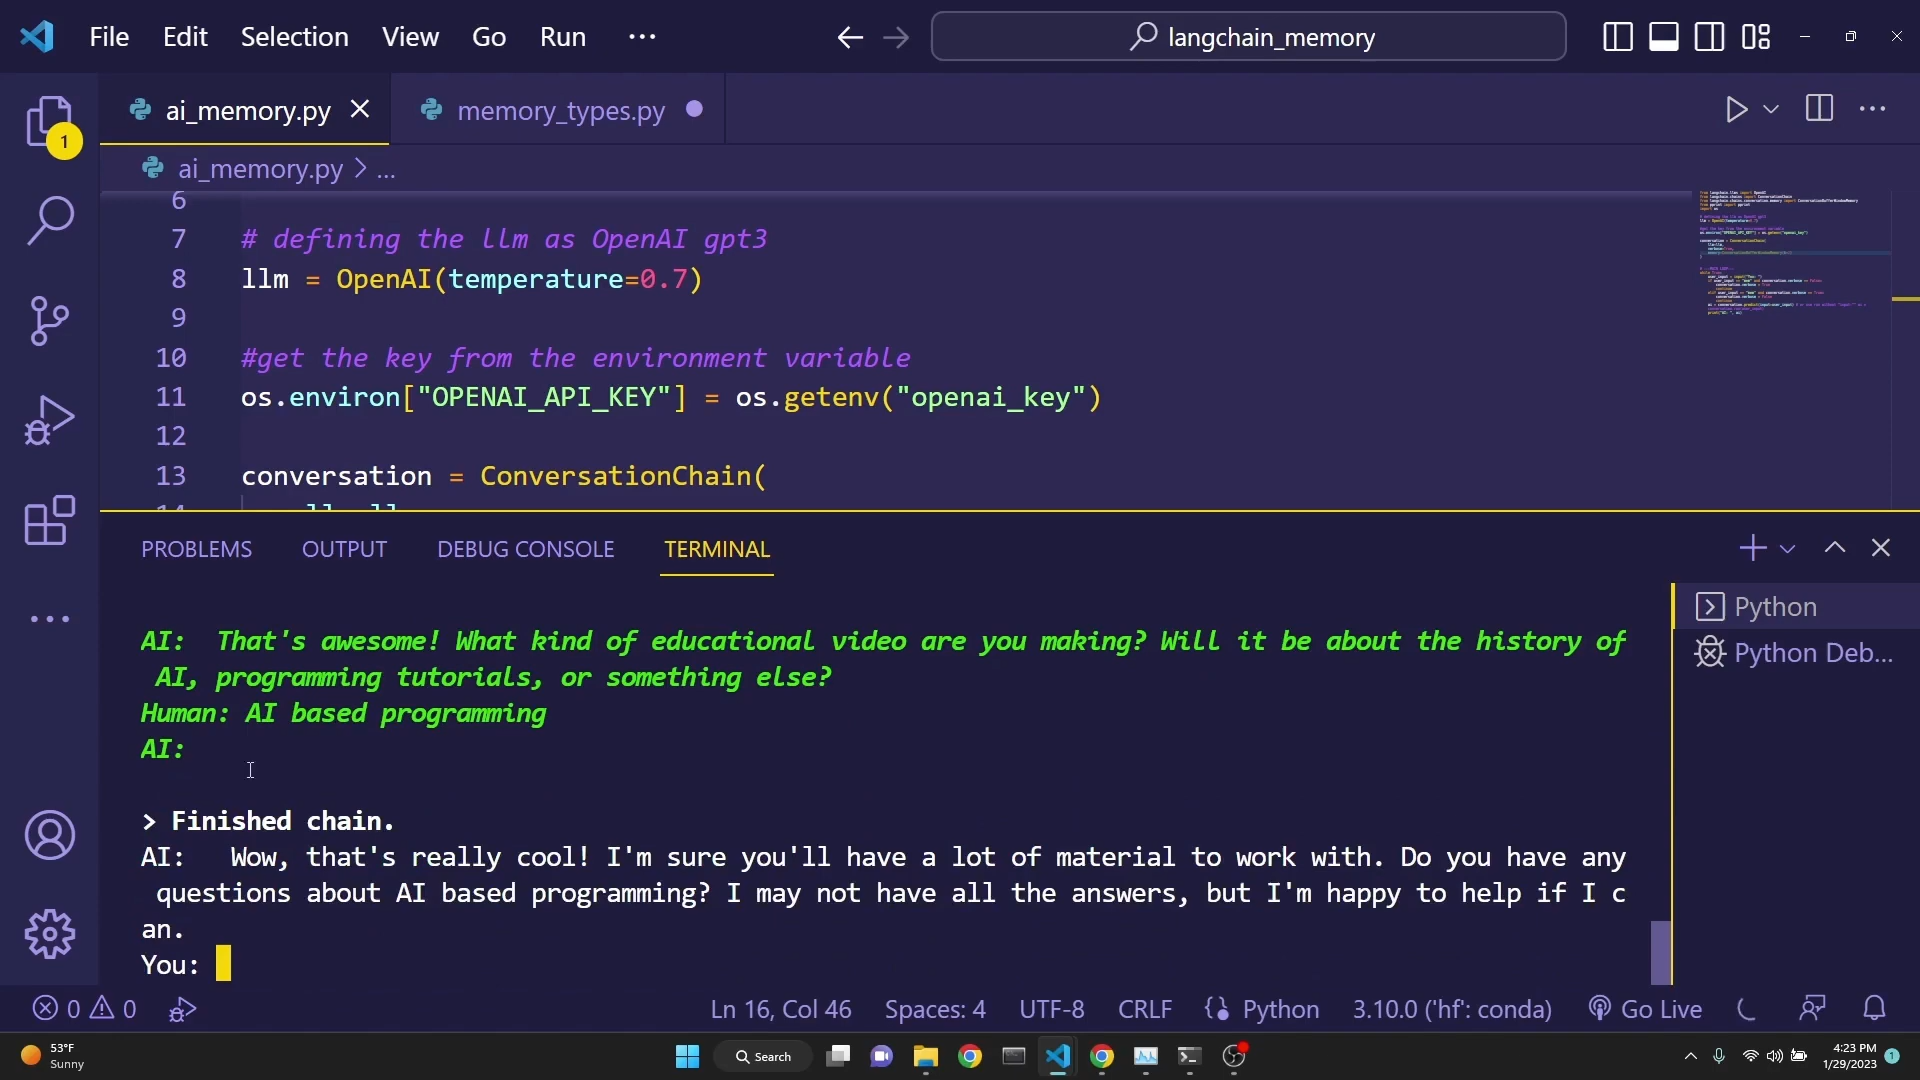 File Edit Selection View Go Run ··· langchain_memory
ai_memory.py memory_types.py
1
ai_memory.py > ...
6
7 # defining the llm as OpenAI gpt3
8 llm = OpenAI(temperature=0.7)
9
10 #get the key from the environment variable
11 os.environ["OPENAI_API_KEY"] = os.getenv("openai_key")
12
13 conversation = ConversationChain(
PROBLEMS OUTPUT DEBUG CONSOLE TERMINAL
Python
Python Deb...
AI:  That's awesome! What kind of educational video are you making? Will it be about the history of
AI, programming tutorials, or something else?
Human: AI based programming
AI:
> Finished chain.
AI:   Wow, that's really cool! I'm sure you'll have a lot of material to work with. Do you have any
questions about AI based programming? I may not have all the answers, but I'm happy to help if I c
an.
You:
0 0 Ln 16, Col 46 Spaces: 4 UTF-8 CRLF Python 3.10.0 ('hf': conda) Go Live
53°F
Sunny
Search
4:23 PM
1/29/2023
1